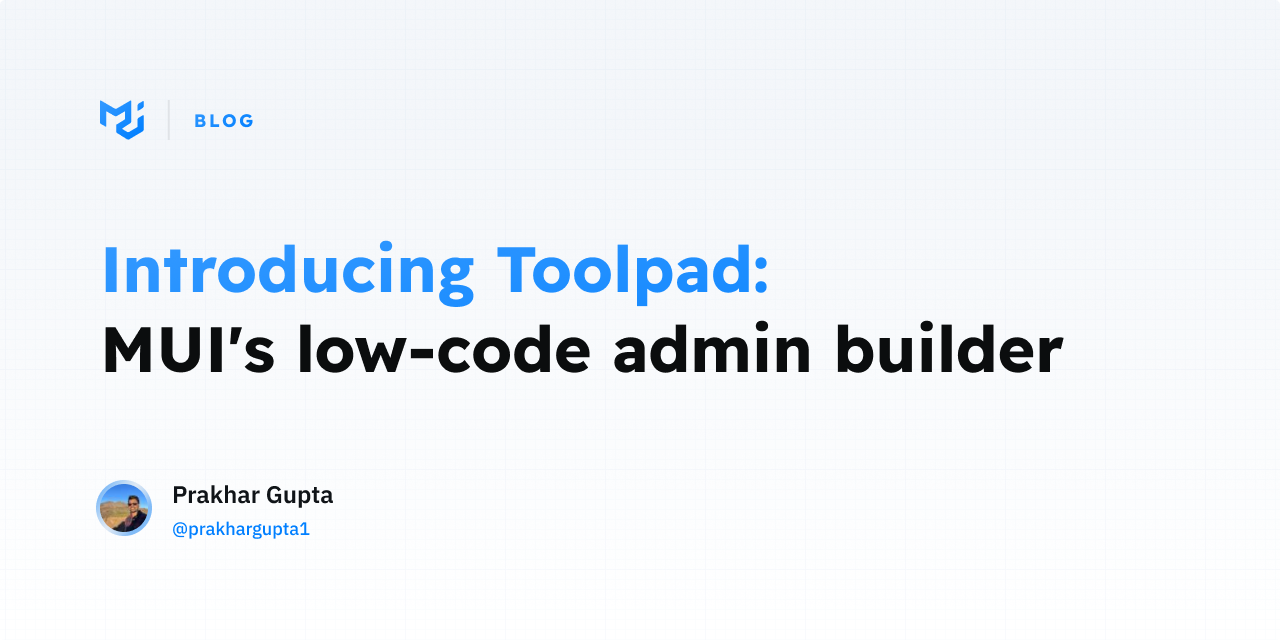 BLOG
Introducing Toolpad:
MUI's low-code admin builder
Prakhar Gupta
@prakhargupta1